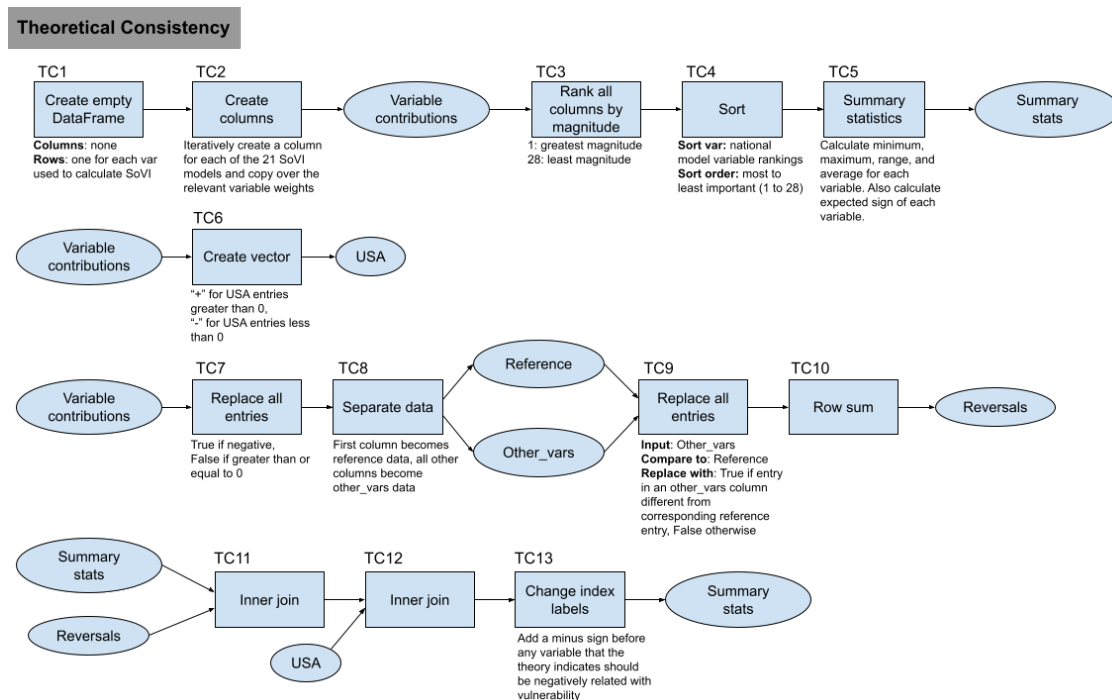 Theoretical Consistency
TC1
Create empty
DataFrame
Columns: none
Rows: one for each var
used to calculate SoVI
TC2
Create
columns
Iteratively create a column
for each of the 21 SoVI
models and copy over the
relevant variable weights
Variable
contributions
TC3
Rank all
columns by
magnitude
1: greatest magnitude
28: least magnitude
TC4
Sort
Sort var: national
model variable rankings
Sort order: most to
least important (1 to 28)
TC5
Summary
statistics
Calculate minimum,
maximum, range, and
average for each
variable. Also calculate
expected sign of each
variable.
Summary
stats
Variable
contributions
TC6
Create vector
“+” for USA entries
greater than 0,
“-” for USA entries less
than 0
USA
Variable
contributions
TC7
Replace all
entries
True if negative,
False if greater than or
equal to 0
TC8
Separate data
First column becomes
reference data, all other
columns become
other_vars data
Reference
Other_vars
TC9
Replace all
entries
Input: Other_vars
Compare to: Reference
Replace with: True if entry
in an other_vars column
different from
corresponding reference
entry, False otherwise
TC10
Row sum
Reversals
Summary
stats
Reversals
TC11
Inner join
USA
TC12
Inner join
TC13
Change index
labels
Add a minus sign before
any variable that the
theory indicates should
be negatively related with
vulnerability
Summary
stats